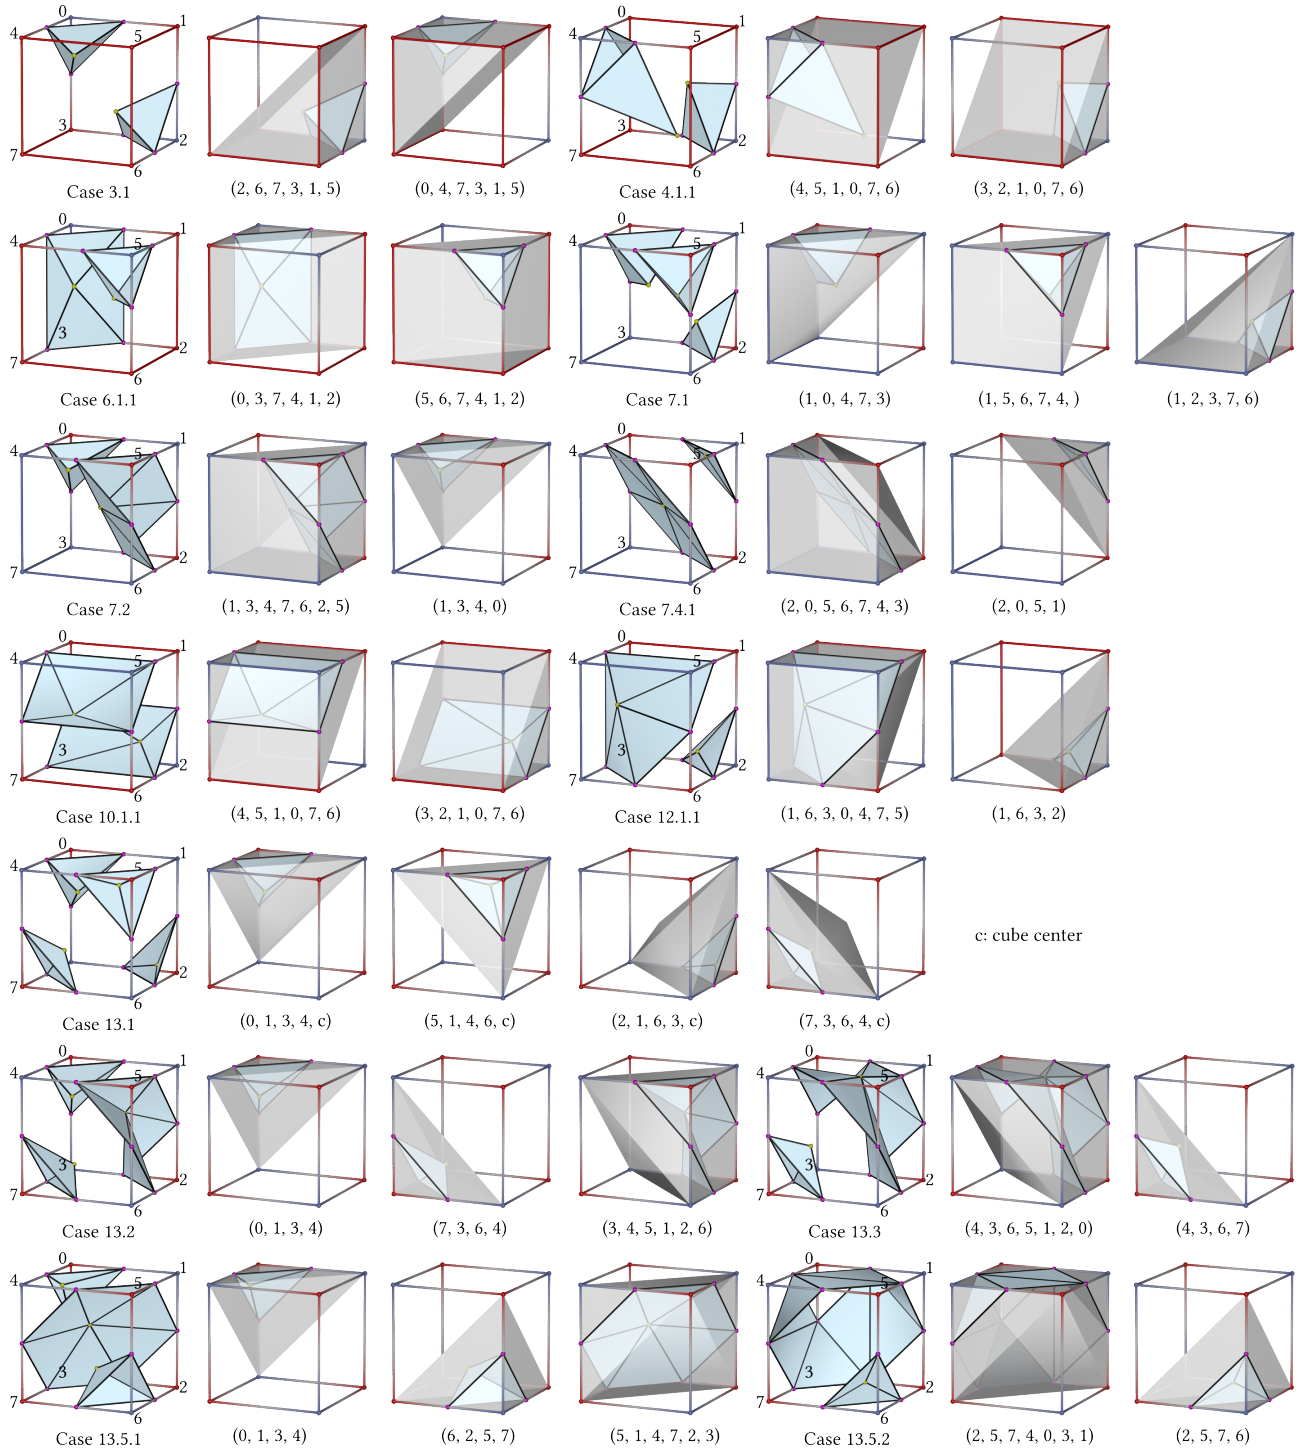 0 1 4 5 3 2 7 6 0 1 4 5 3 2 7 6
Case 3.1 (2, 6, 7, 3, 1, 5) (0, 4, 7, 3, 1, 5) Case 4.1.1 (4, 5, 1, 0, 7, 6) (3, 2, 1, 0, 7, 6)
0 1 4 5 3 2 7 6 0 1 4 5 3 2 7 6
Case 6.1.1 (0, 3, 7, 4, 1, 2) (5, 6, 7, 4, 1, 2) Case 7.1 (1, 0, 4, 7, 3) (1, 5, 6, 7, 4, ) (1, 2, 3, 7, 6)
0 1 4 5 3 2 7 6 0 1 4 5 3 2 7 6
Case 7.2 (1, 3, 4, 7, 6, 2, 5) (1, 3, 4, 0) Case 7.4.1 (2, 0, 5, 6, 7, 4, 3) (2, 0, 5, 1)
0 1 4 5 3 2 7 6 0 1 4 5 3 2 7 6
Case 10.1.1 (4, 5, 1, 0, 7, 6) (3, 2, 1, 0, 7, 6) Case 12.1.1 (1, 6, 3, 0, 4, 7, 5) (1, 6, 3, 2)
0 1 4 5 2 7 6
c: cube center
Case 13.1 (0, 1, 3, 4, c) (5, 1, 4, 6, c) (2, 1, 6, 3, c) (7, 3, 6, 4, c)
0 1 4 5 3 2 7 6 0 1 4 5 3 2 7 6
Case 13.2 (0, 1, 3, 4) (7, 3, 6, 4) (3, 4, 5, 1, 2, 6) Case 13.3 (4, 3, 6, 5, 1, 2, 0) (4, 3, 6, 7)
0 1 4 5 3 2 7 6 0 1 4 5 3 2 7 6
Case 13.5.1 (0, 1, 3, 4) (6, 2, 5, 7) (5, 1, 4, 7, 2, 3) Case 13.5.2 (2, 5, 7, 4, 0, 3, 1) (2, 5, 7, 6)